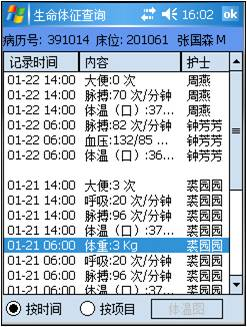 生命体征查询 16:02 ok
病历号: 391014 床位: 201061 张国森 M
记录时间 内容 护士
01-22 14:00 大便:0 次 周燕
01-22 14:00 脉搏:70 次/分钟 周燕
01-22 14:00 体温（口）:37... 周燕
01-22 06:00 脉搏:82 次/分钟 钟芳芳
01-22 06:00 血压:132/85 ... 钟芳芳
01-22 06:00 体温（口）:36... 钟芳芳
01-21 14:00 大便:3 次 裘园园
01-21 14:00 呼吸:20 次/分钟 裘园园
01-21 14:00 脉搏:96 次/分钟 裘园园
01-21 14:00 体温（口）:37... 裘园园
01-21 06:00 体重:3 Kg 裘园园
01-21 06:00 呼吸:20 次/分钟 裘园园
01-21 06:00 脉搏:96 次/分钟 裘园园
01-21 06:00 体温（口）:37... 裘园园
按时间 按项目 体温图